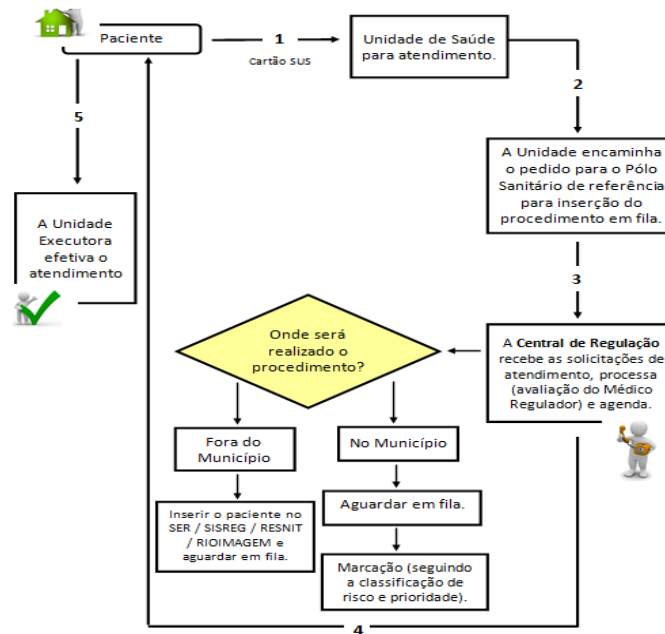 Paciente
1
Cartão SUS
Unidade de Saúde
para atendimento.
2
A Unidade encaminha
o pedido para o Pólo
Sanitário de referência
para inserção do
procedimento em fila.
3
A Central de Regulação
recebe as solicitações de
atendimento, processa
(avaliação do Médico
Regulador) e agenda.
Onde será
realizado o
procedimento?
Fora do
Município
Inserir o paciente no
SER / SISREG / RESNIT
/ RIOIMAGEM e
aguardar em fila.
No Município
Aguardar em fila.
Marcação (seguindo
a classificação de
risco e prioridade).
4
5
A Unidade
Executora
efetiva o
atendimento